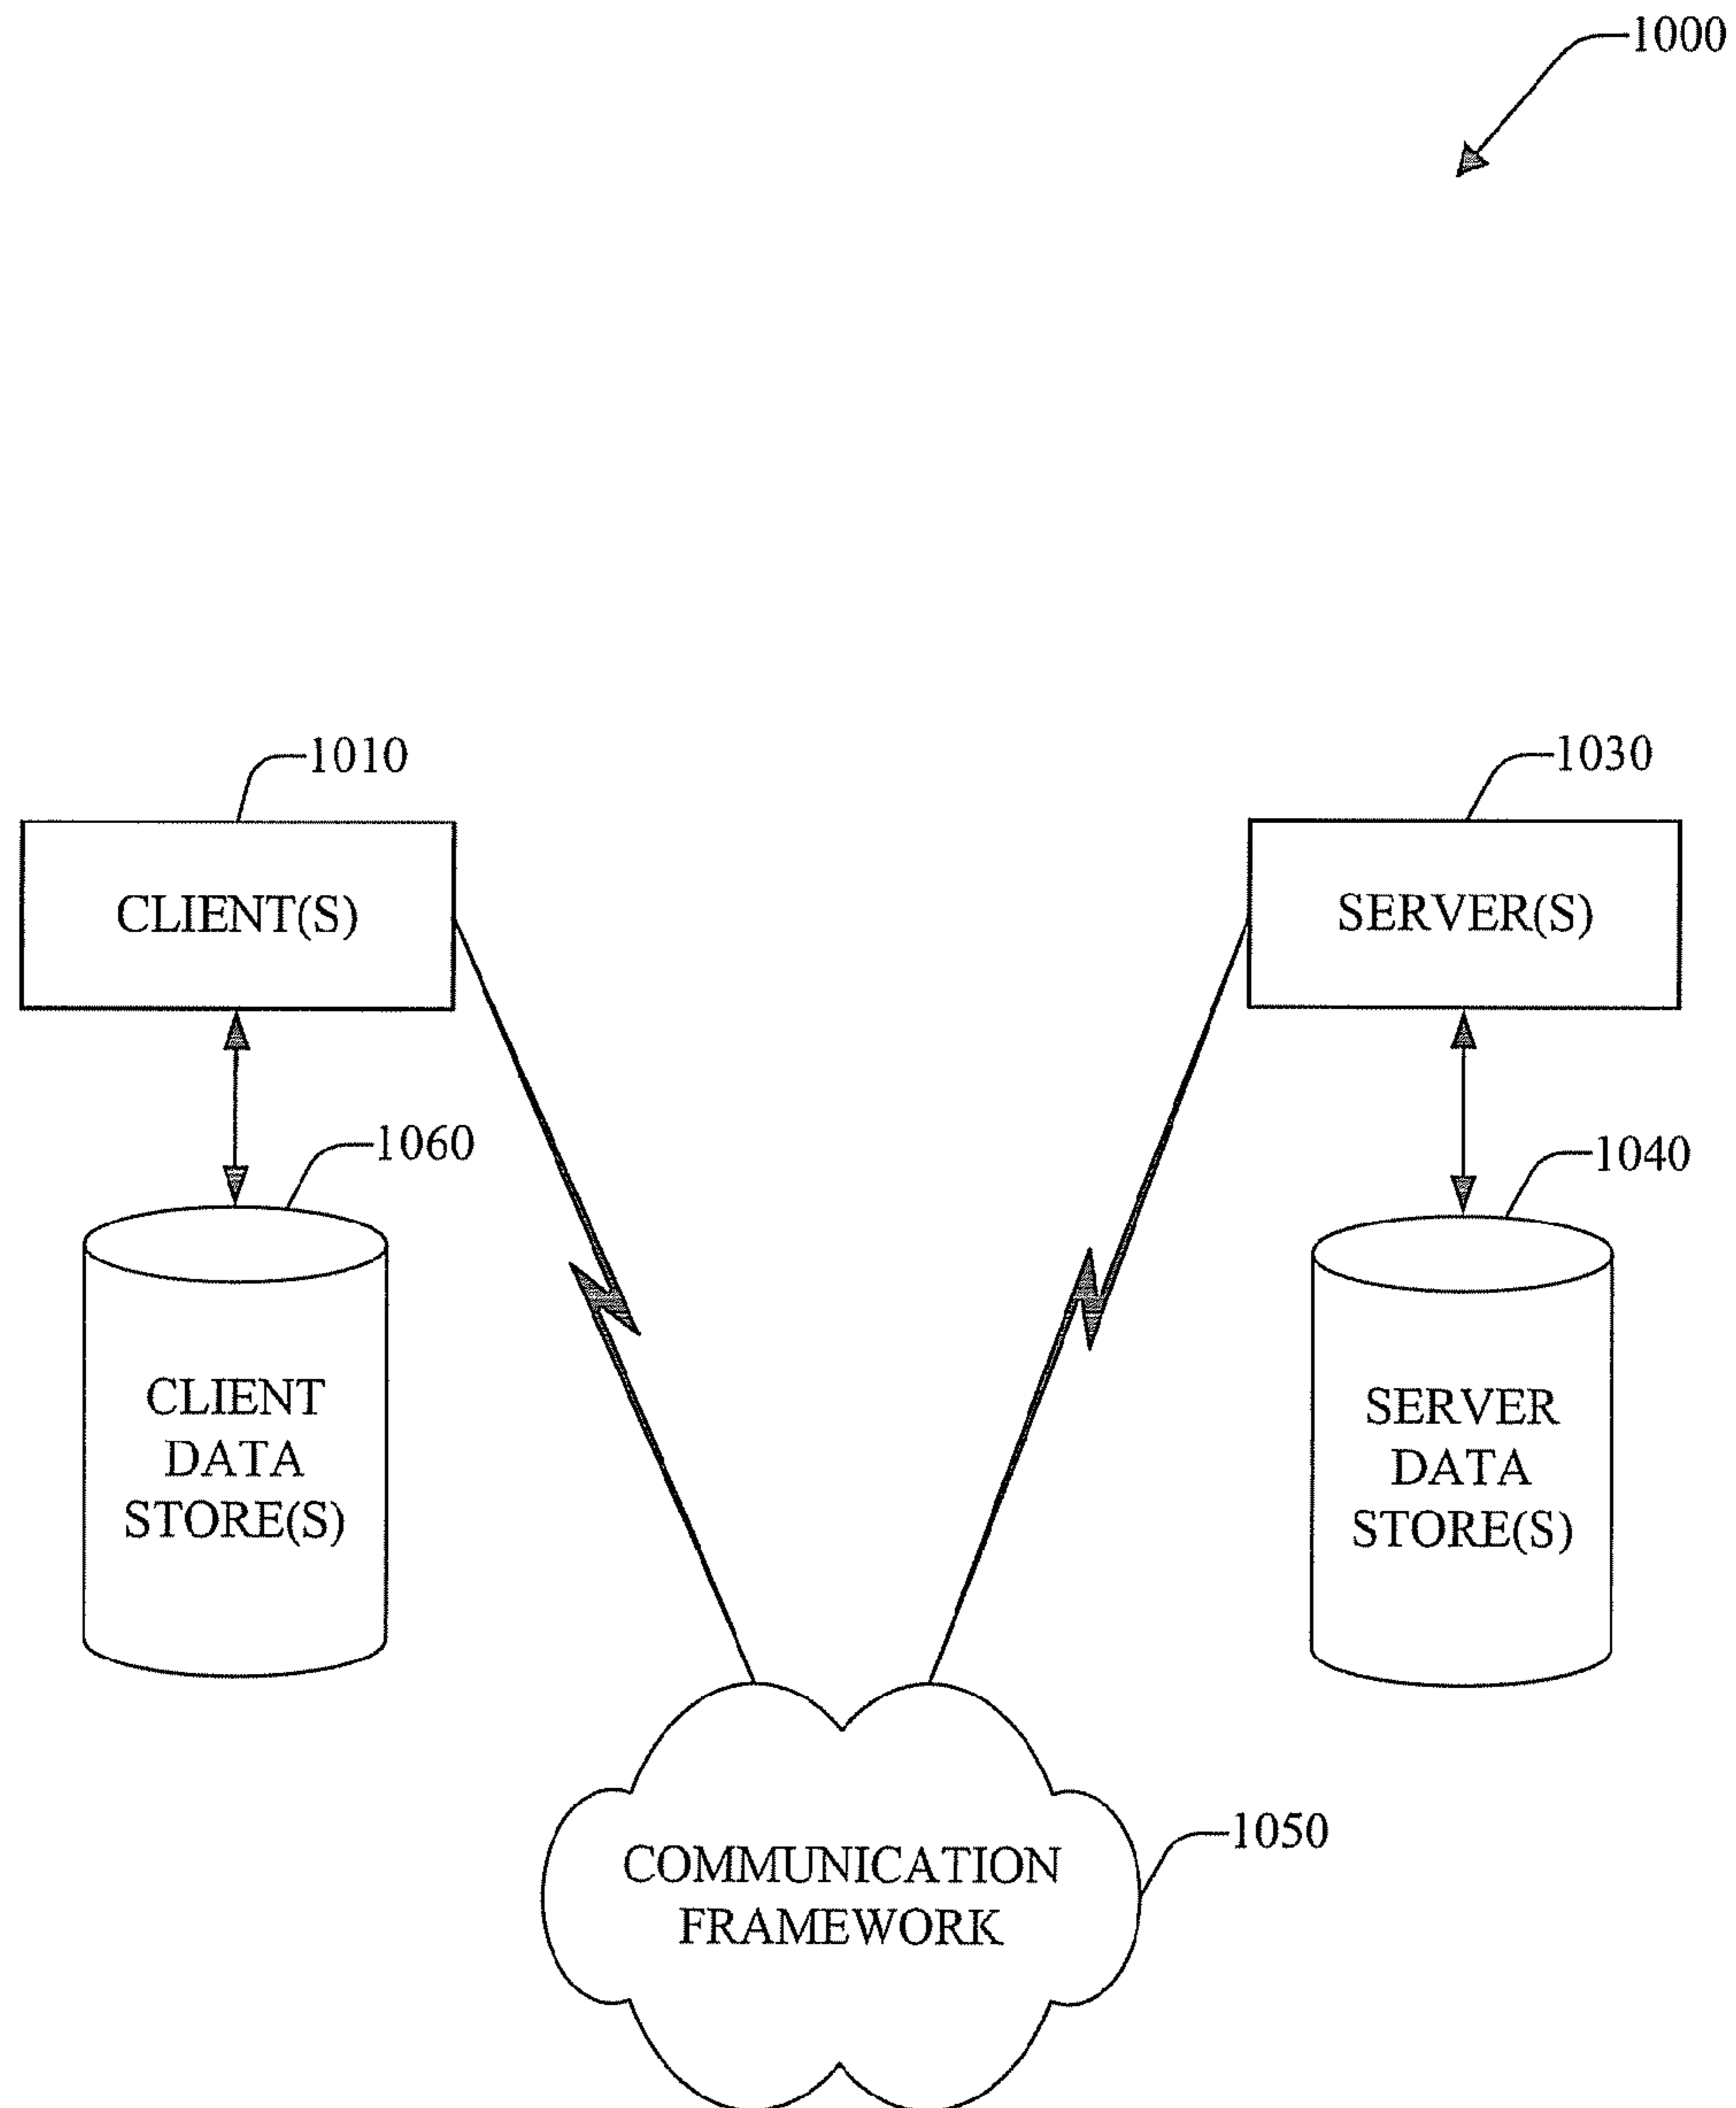 1000
1010
1030
CLIENT(S)
SERVER(S)
1060
1040
CLIENT
DATA
STORE(S)
SERVER
DATA
STORE(S)
1050
COMMUNICATION
FRAMEWORK